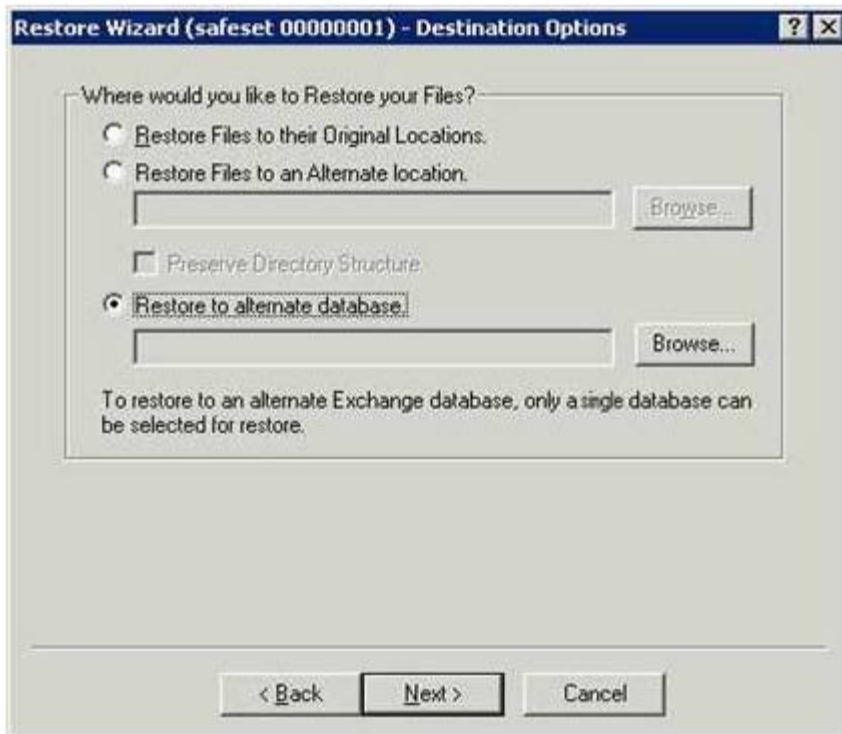 Restore Wizard (safeset 00000001) - Destination Options
Where would you like to Restore your Files?
Restore Files to their Original Locations.
Restore Files to an Alternate location.
Browse...
Preserve Directory Structure
Restore to alternate database.
Browse...
To restore to an alternate Exchange database, only a single database can
be selected for restore.
< Back
Next >
Cancel